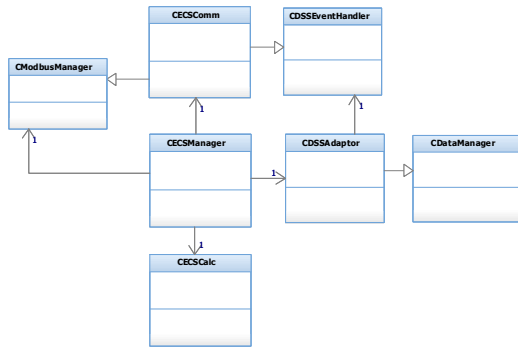 CECSComm
CDSSEventHandler
CModbusManager
1
1
1
CECSManager
CDSSAdaptor
CDataManager
1
1
CECSCalc